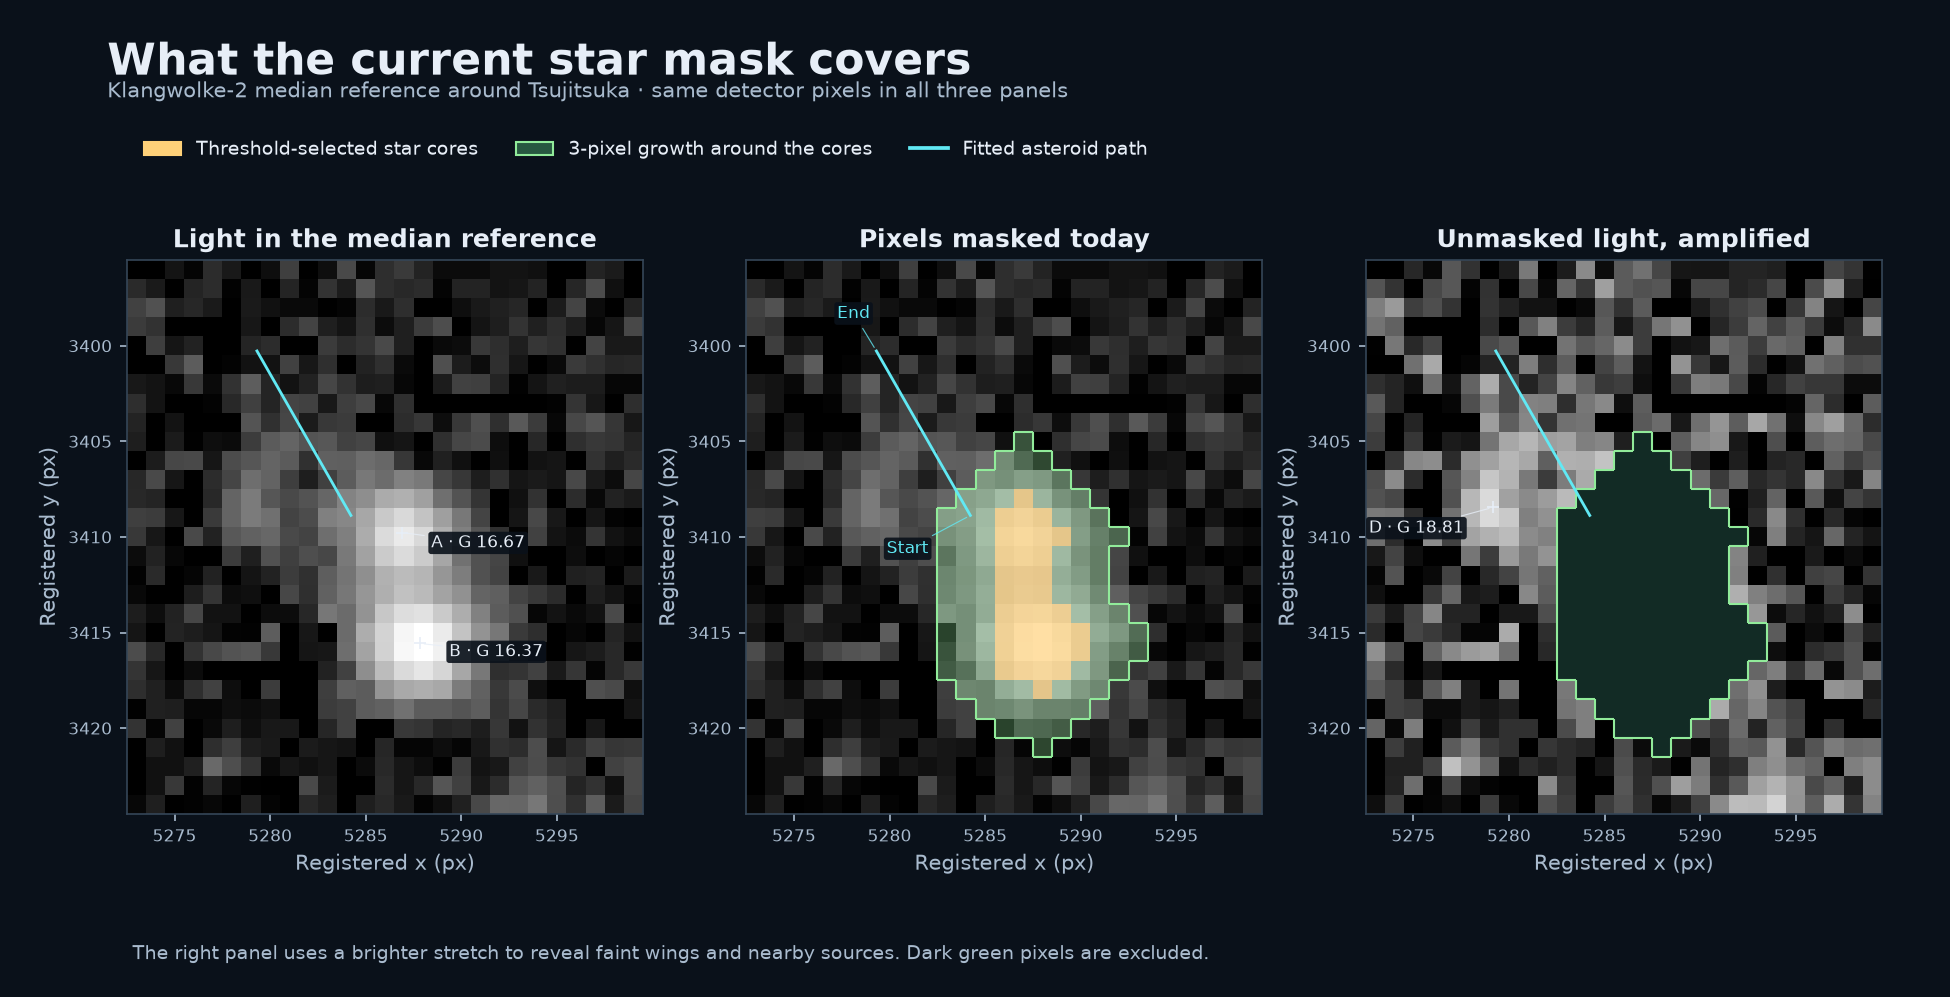 What the current star mask covers
Klangwolke-2 median reference around Tsujitsuka · same detector pixels in all three panels
Threshold-selected star cores
3-pixel growth around the cores
Fitted asteroid path
Light in the median reference
Registered y (px)
3400
3405
3410
3415
3420
A · G 16.67
B · G 16.37
5275
5280
5285
5290
5295
Registered x (px)
Pixels masked today
Registered y (px)
3400
3405
3410
3415
3420
End
Start
5275
5280
5285
5290
5295
Registered x (px)
Unmasked light, amplified
Registered y (px)
3400
3405
3410
3415
3420
D · G 18.81
5275
5280
5285
5290
5295
Registered x (px)
The right panel uses a brighter stretch to reveal faint wings and nearby sources. Dark green pixels are excluded.